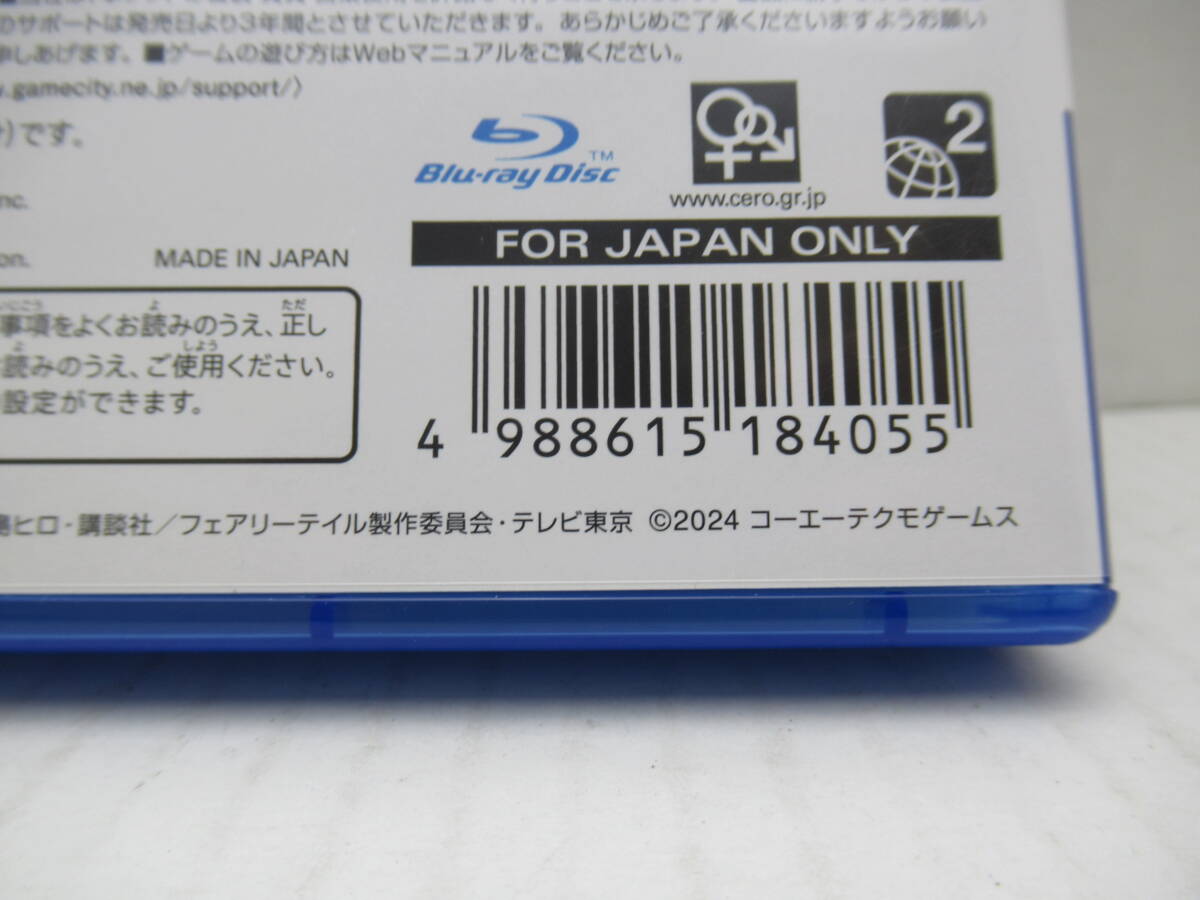 のサポートは発売日より3年間とさせていただきます。あらかじめご了承くださいますようお願い
申しあげます。■ゲームの遊び方はWebマニュアルをご覧ください。
w.gamecity.ne.jp/support/〉
です。
Blu-ray Disc™
www.cero.gr.jp
2
nc.
on.
MADE IN JAPAN
FOR JAPAN ONLY
事項をよくお読みのうえ、正し
読みのうえ、ご使用ください。
設定ができます。
4 988615 184055
島ヒロ・講談社／フェアリーテイル製作委員会・テレビ東京 ©2024 コーエーテクモゲームス